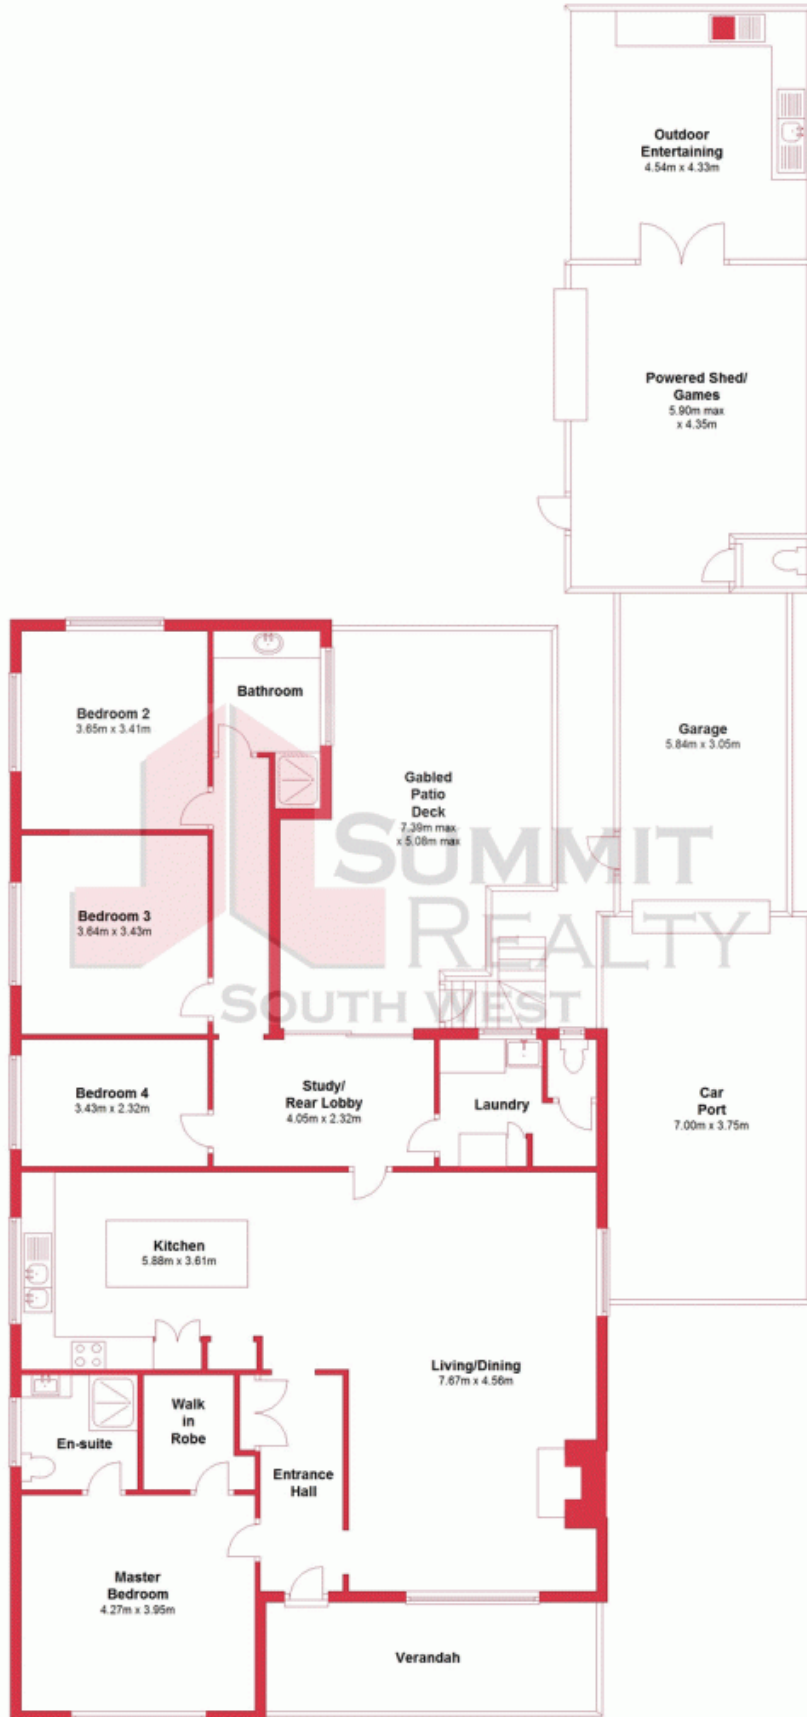 Outdoor
Entertaining
4.54m x 4.33m
Powered Shed/
Games
5.90m max
x 4.35m
Bedroom 2
3.65m x 3.41m
Bathroom
Gabled
Patio
Deck
7.39m max
x 5.08m max
Garage
5.84m x 3.05m
SUMMIT
REALTY
SOUTH WEST
Bedroom 3
3.64m x 3.43m
Bedroom 4
3.43m x 2.32m
Study/
Rear Lobby
4.05m x 2.32m
Laundry
Car
Port
7.00m x 3.75m
Kitchen
5.88m x 3.61m
Living/Dining
7.67m x 4.56m
Walk
in
Robe
En-suite
Entrance
Hall
Master
Bedroom
4.27m x 3.95m
Verandah